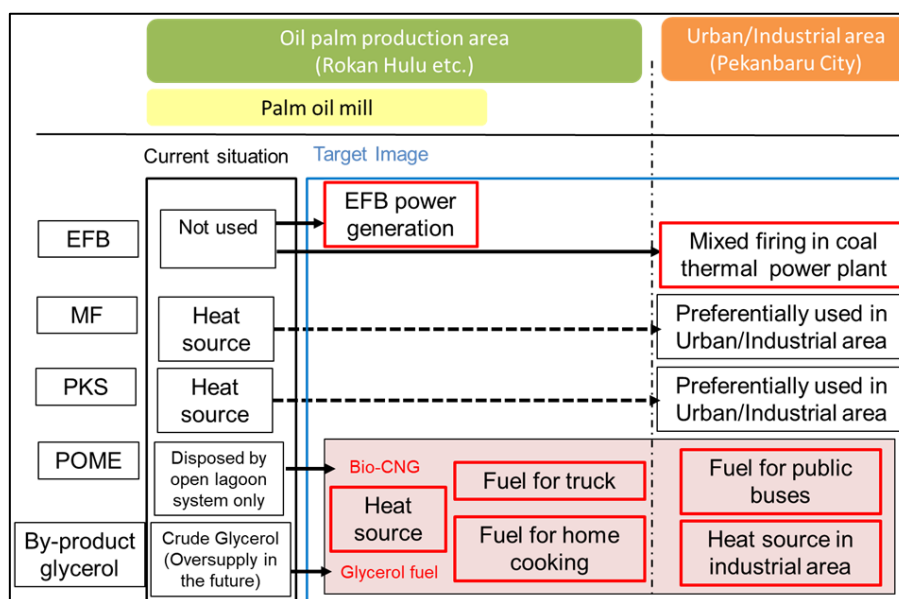 Oil palm production area
(Rokan Hulu etc.)
Urban/Industrial area
(Pekanbaru City)
Palm oil mill
Current situation
Target Image
EFB
Not used
EFB power
generation
Mixed firing in coal
thermal power plant
MF
Heat
source
Preferentially used in
Urban/Industrial area
PKS
Heat
source
Preferentially used in
Urban/Industrial area
POME
Disposed by
open lagoon
system only
Bio-CNG
Heat
source
Fuel for truck
Fuel for public
buses
By-product
glycerol
Crude Glycerol
(Oversupply in
the future)
Glycerol fuel
Fuel for home
cooking
Heat source in
industrial area